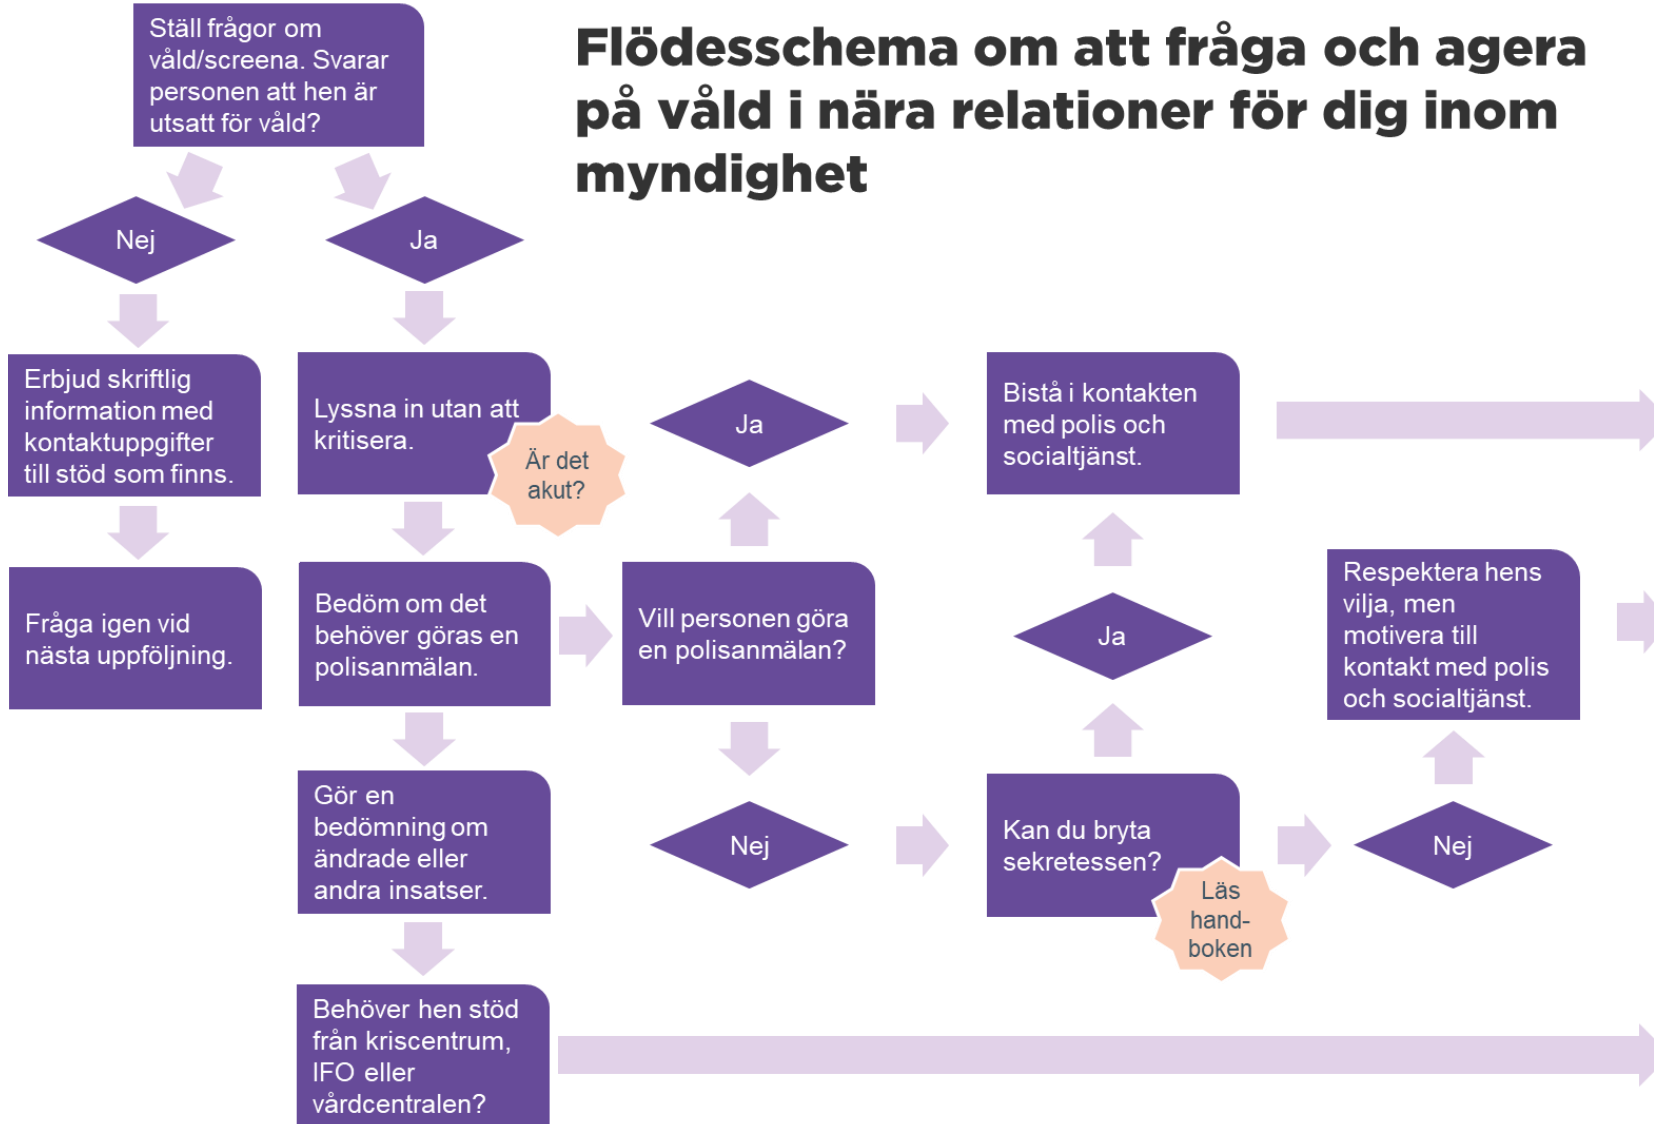 Ställ frågor om
våld/screena. Svarar
personen att hen är
utsatt för våld?
Flödesschema om att fråga och agera
på våld i nära relationer för dig inom
myndighet
Nej
Ja
Erbjud skriftlig
information med
kontaktuppgifter
till stöd som finns.
Lyssna in utan att
kritisera.
Är det
akut?
Ja
Bistå i kontakten
med polis och
socialtjänst.
Fråga igen vid
nästa uppföljning.
Bedöm om det
behöver göras en
polisanmälan.
Vill personen göra
en polisanmälan?
Ja
Respektera hens
vilja, men
motivera till
kontakt med polis
och socialtjänst.
Gör en
bedömning om
ändrade eller
andra insatser.
Nej
Kan du bryta
sekretessen?
Läs
hand-
boken
Nej
Behöver hen stöd
från kriscentrum,
IFO eller
vårdcentralen?